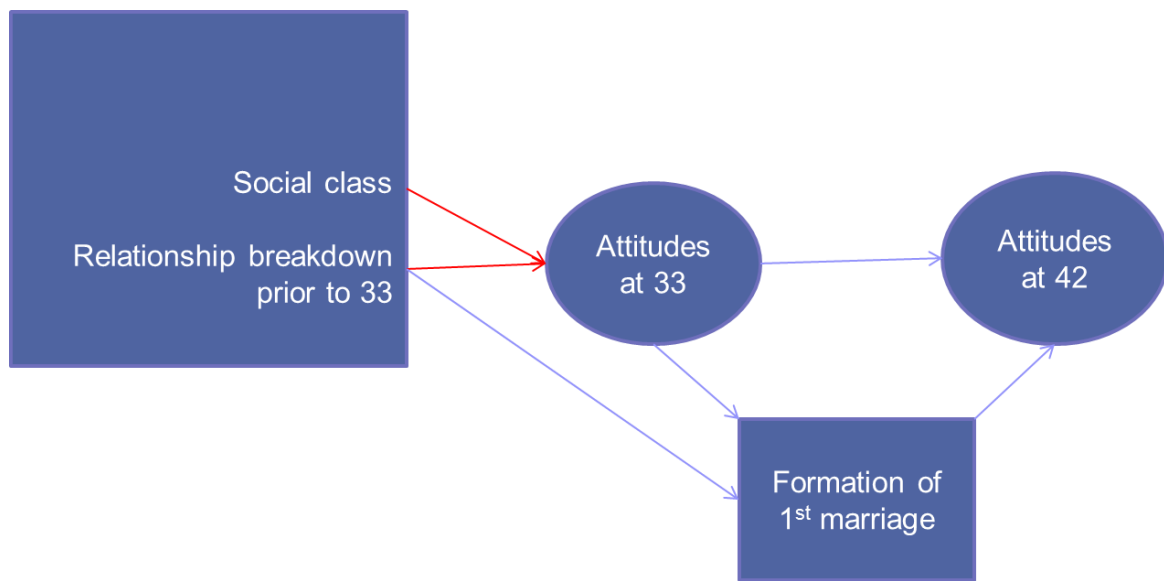 Social class
Relationship breakdown
prior to 33
Attitudes
at 33
Attitudes
at 42
Formation of
1st marriage